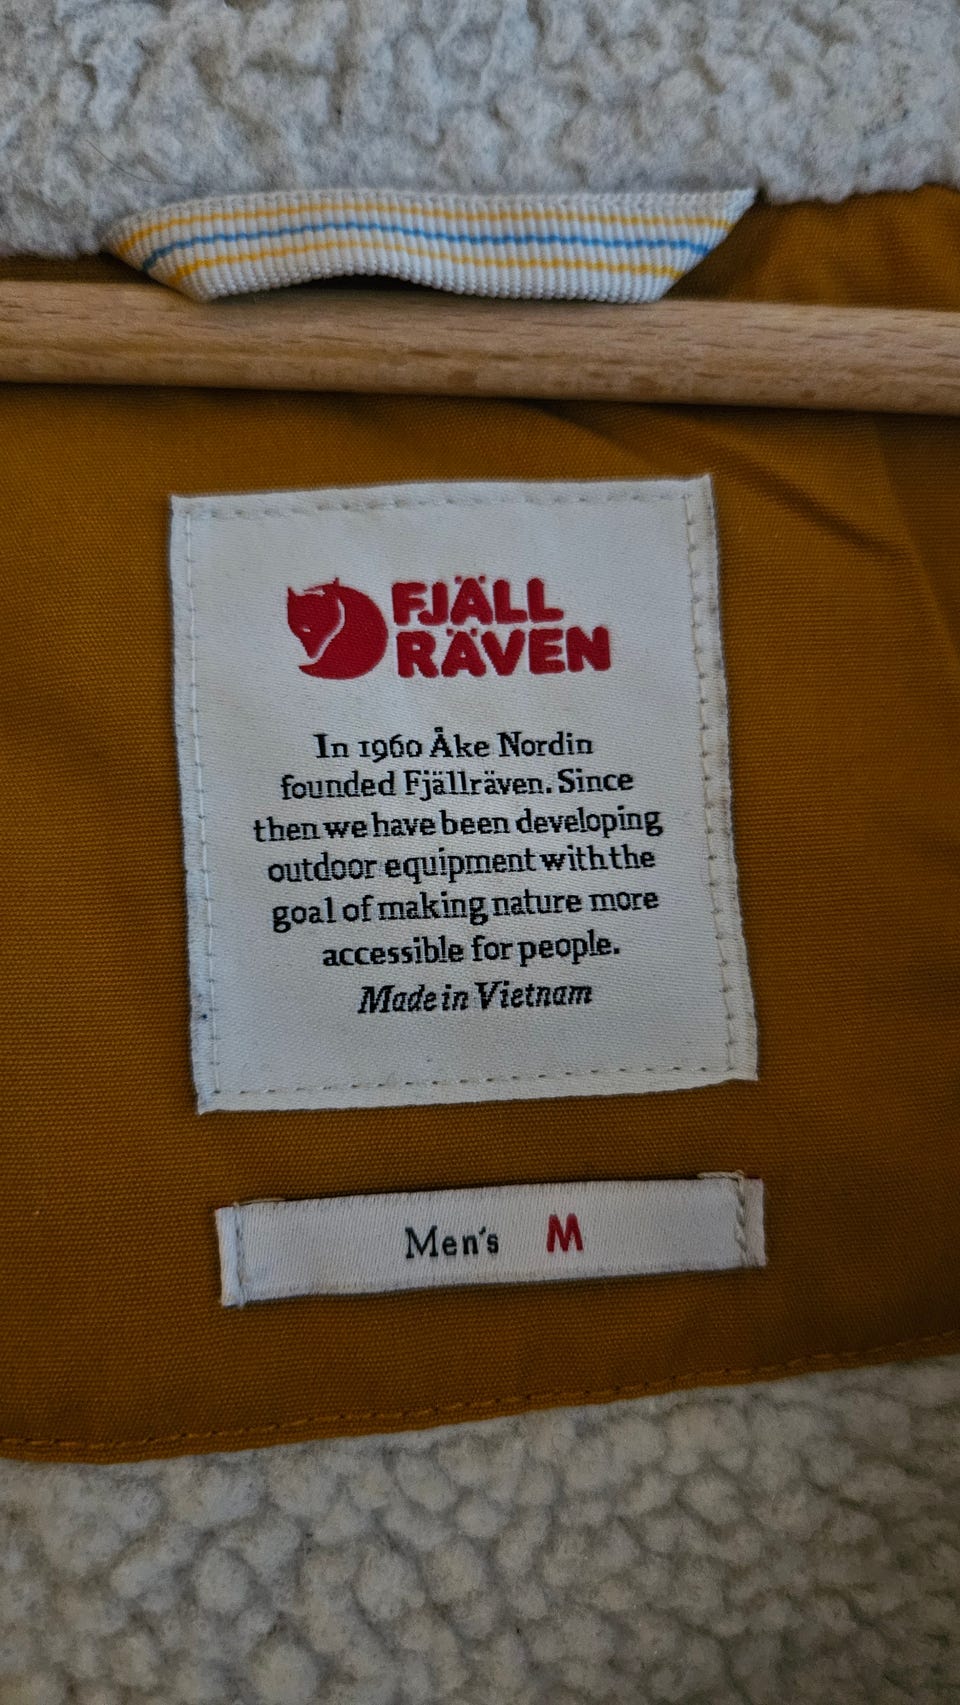 FJÄLL
RÄVEN
In 1960 Åke Nordin
founded Fjällräven. Since
then we have been developing
outdoor equipment with the
goal of making nature more
accessible for people.
Made in Vietnam
Men's M